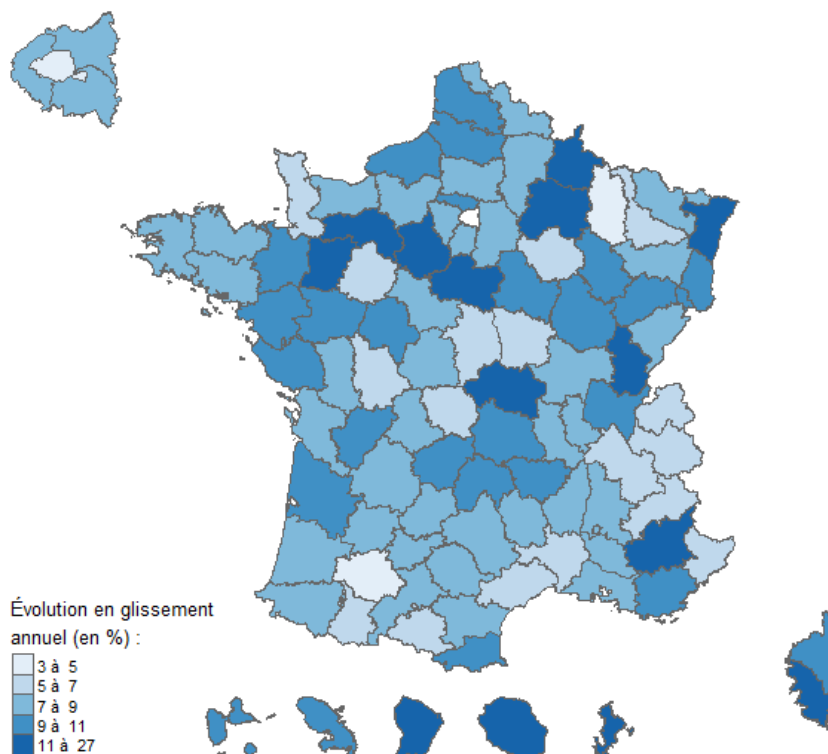 Évolution en glissement
annuel (en %) :
3 à 5
5 à 7
7 à 9
9 à 11
11 à 27